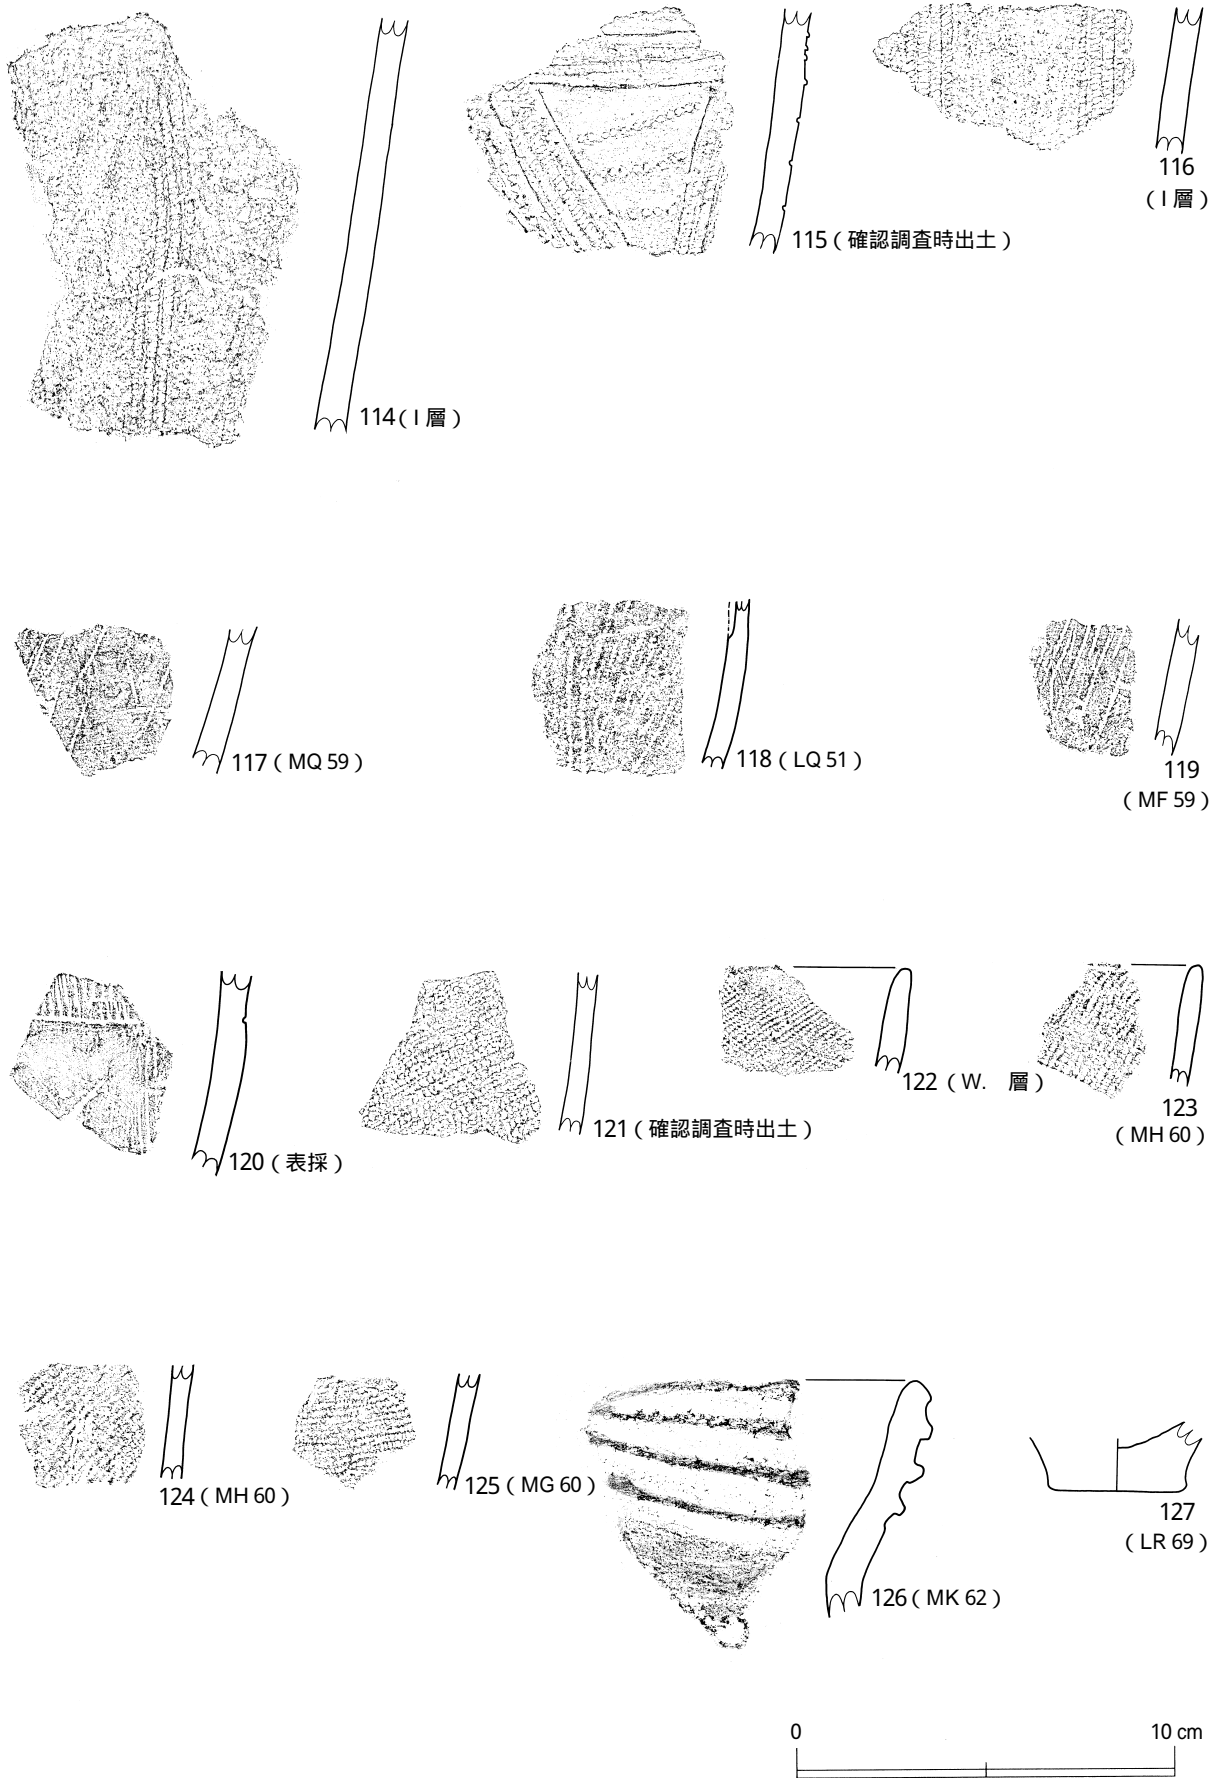 114(I層)
115(確認調査時出土)
116
(I層)
117(MQ 59)
118(LQ 51)
119
(MF 59)
120(表採)
121(確認調査時出土)
122(W. 層)
123
(MH 60)
124(MH 60)
125(MG 60)
126(MK 62)
127
(LR 69)
0 10 cm